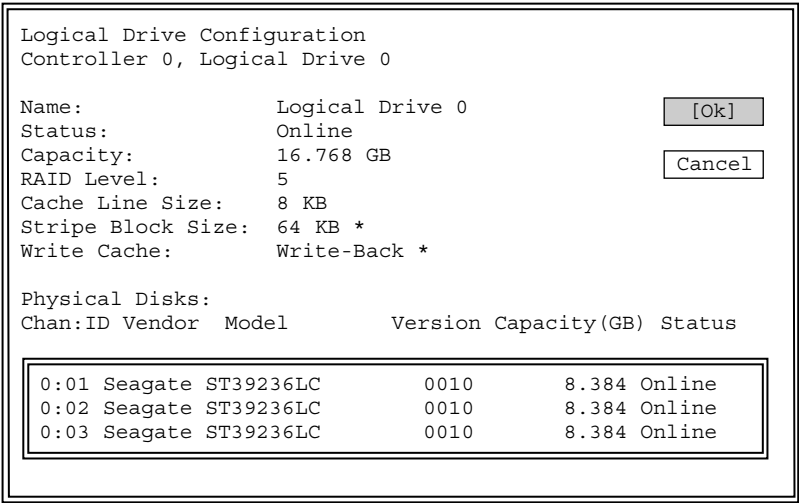 Logical Drive Configuration
Controller 0, Logical Drive 0
Name: Logical Drive 0 [Ok]
Status: Online
Capacity: 16.768 GB Cancel
RAID Level: 5
Cache Line Size: 8 KB
Stripe Block Size: 64 KB *
Write Cache: Write-Back *
Physical Disks:
Chan:ID Vendor Model Version Capacity(GB) Status
0:01 Seagate ST39236LC 0010 8.384 Online
0:02 Seagate ST39236LC 0010 8.384 Online
0:03 Seagate ST39236LC 0010 8.384 Online